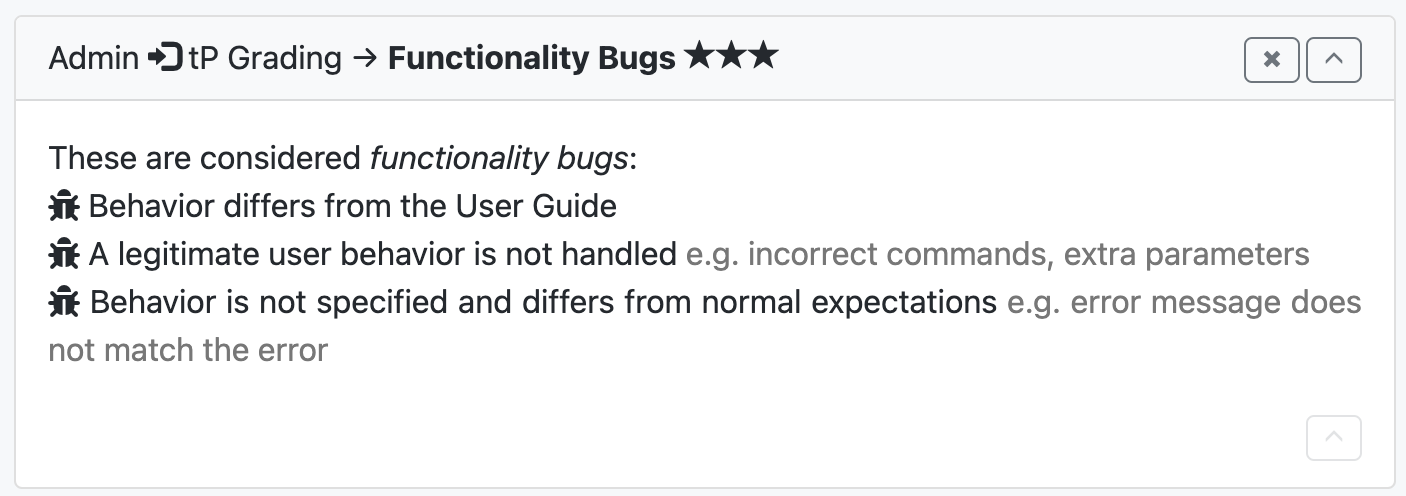 Admin tP Grading → Functionality Bugs ★★★
These are considered functionality bugs:
Behavior differs from the User Guide
A legitimate user behavior is not handled e.g. incorrect commands, extra parameters
Behavior is not specified and differs from normal expectations e.g. error message does
not match the error